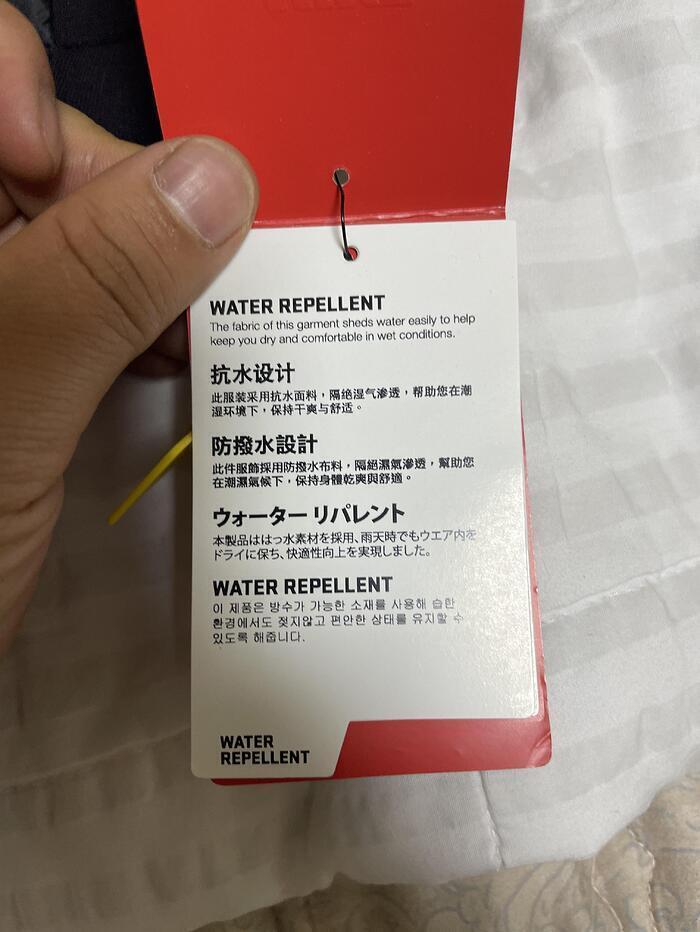 WATER REPELLENT
The fabric of this garment sheds water easily to help
keep you dry and comfortable in wet conditions.
抗水设计
此服装采用抗水面料，隔绝湿气渗透，帮助您在潮
湿环境下，保持干爽与舒适。
防撥水設計
此件服飾採用防撥水布料，隔絕濕氣滲透，幫助您
在潮濕氣候下，保持身體乾爽與舒適。
ウォーター リパレント
本製品ははっ水素材を採用、雨天時でもウエア内を
ドライに保ち、快適性向上を実現しました。
WATER REPELLENT
이 제품은 방수가 가능한 소재를 사용해 습한
환경에서도 젖지않고 편안한 상태를 유지할 수
있도록 해줍니다.
WATER
REPELLENT